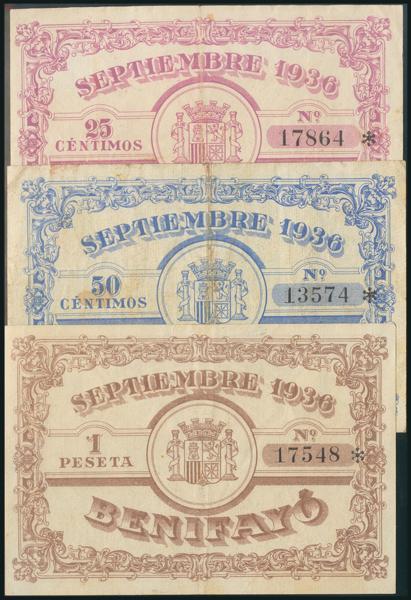 SEPTIEMBRE 1936
25
CÉNTIMOS
Nº
17864 *
SEPTIEMBRE 1936
50
CÉNTIMOS
Nº
13574 *
SEPTIEMBRE 1936
1
PESETA
Nº
17548 *
BENIFAYÓ